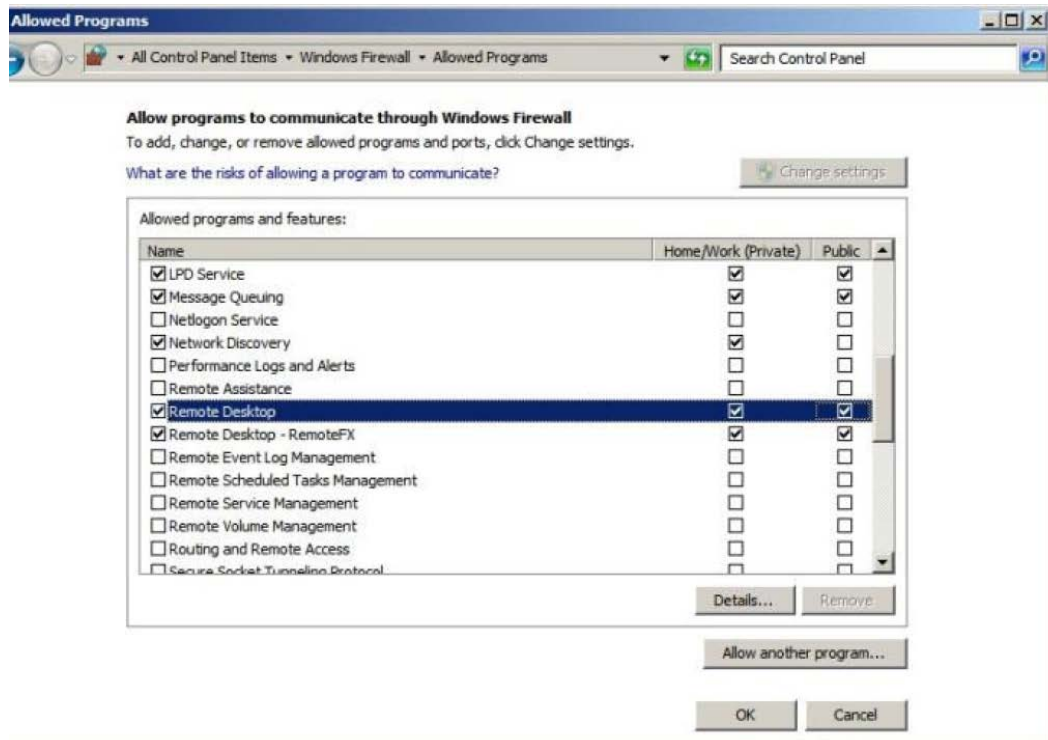 Allowed Programs
All Control Panel Items Windows Firewall Allowed Programs Search Control Panel
Allow programs to communicate through Windows Firewall
To add, change, or remove allowed programs and ports, click Change settings.
What are the risks of allowing a program to communicate? Change settings
Allowed programs and features:
Name Home/Work (Private) Public
LPD Service
Message Queuing
Netlogon Service
Network Discovery
Performance Logs and Alerts
Remote Assistance
Remote Desktop
Remote Desktop - RemoteFX
Remote Event Log Management
Remote Scheduled Tasks Management
Remote Service Management
Remote Volume Management
Routing and Remote Access
Secure Socket Tunneling Protocol
Details... Remove
Allow another program...
OK Cancel